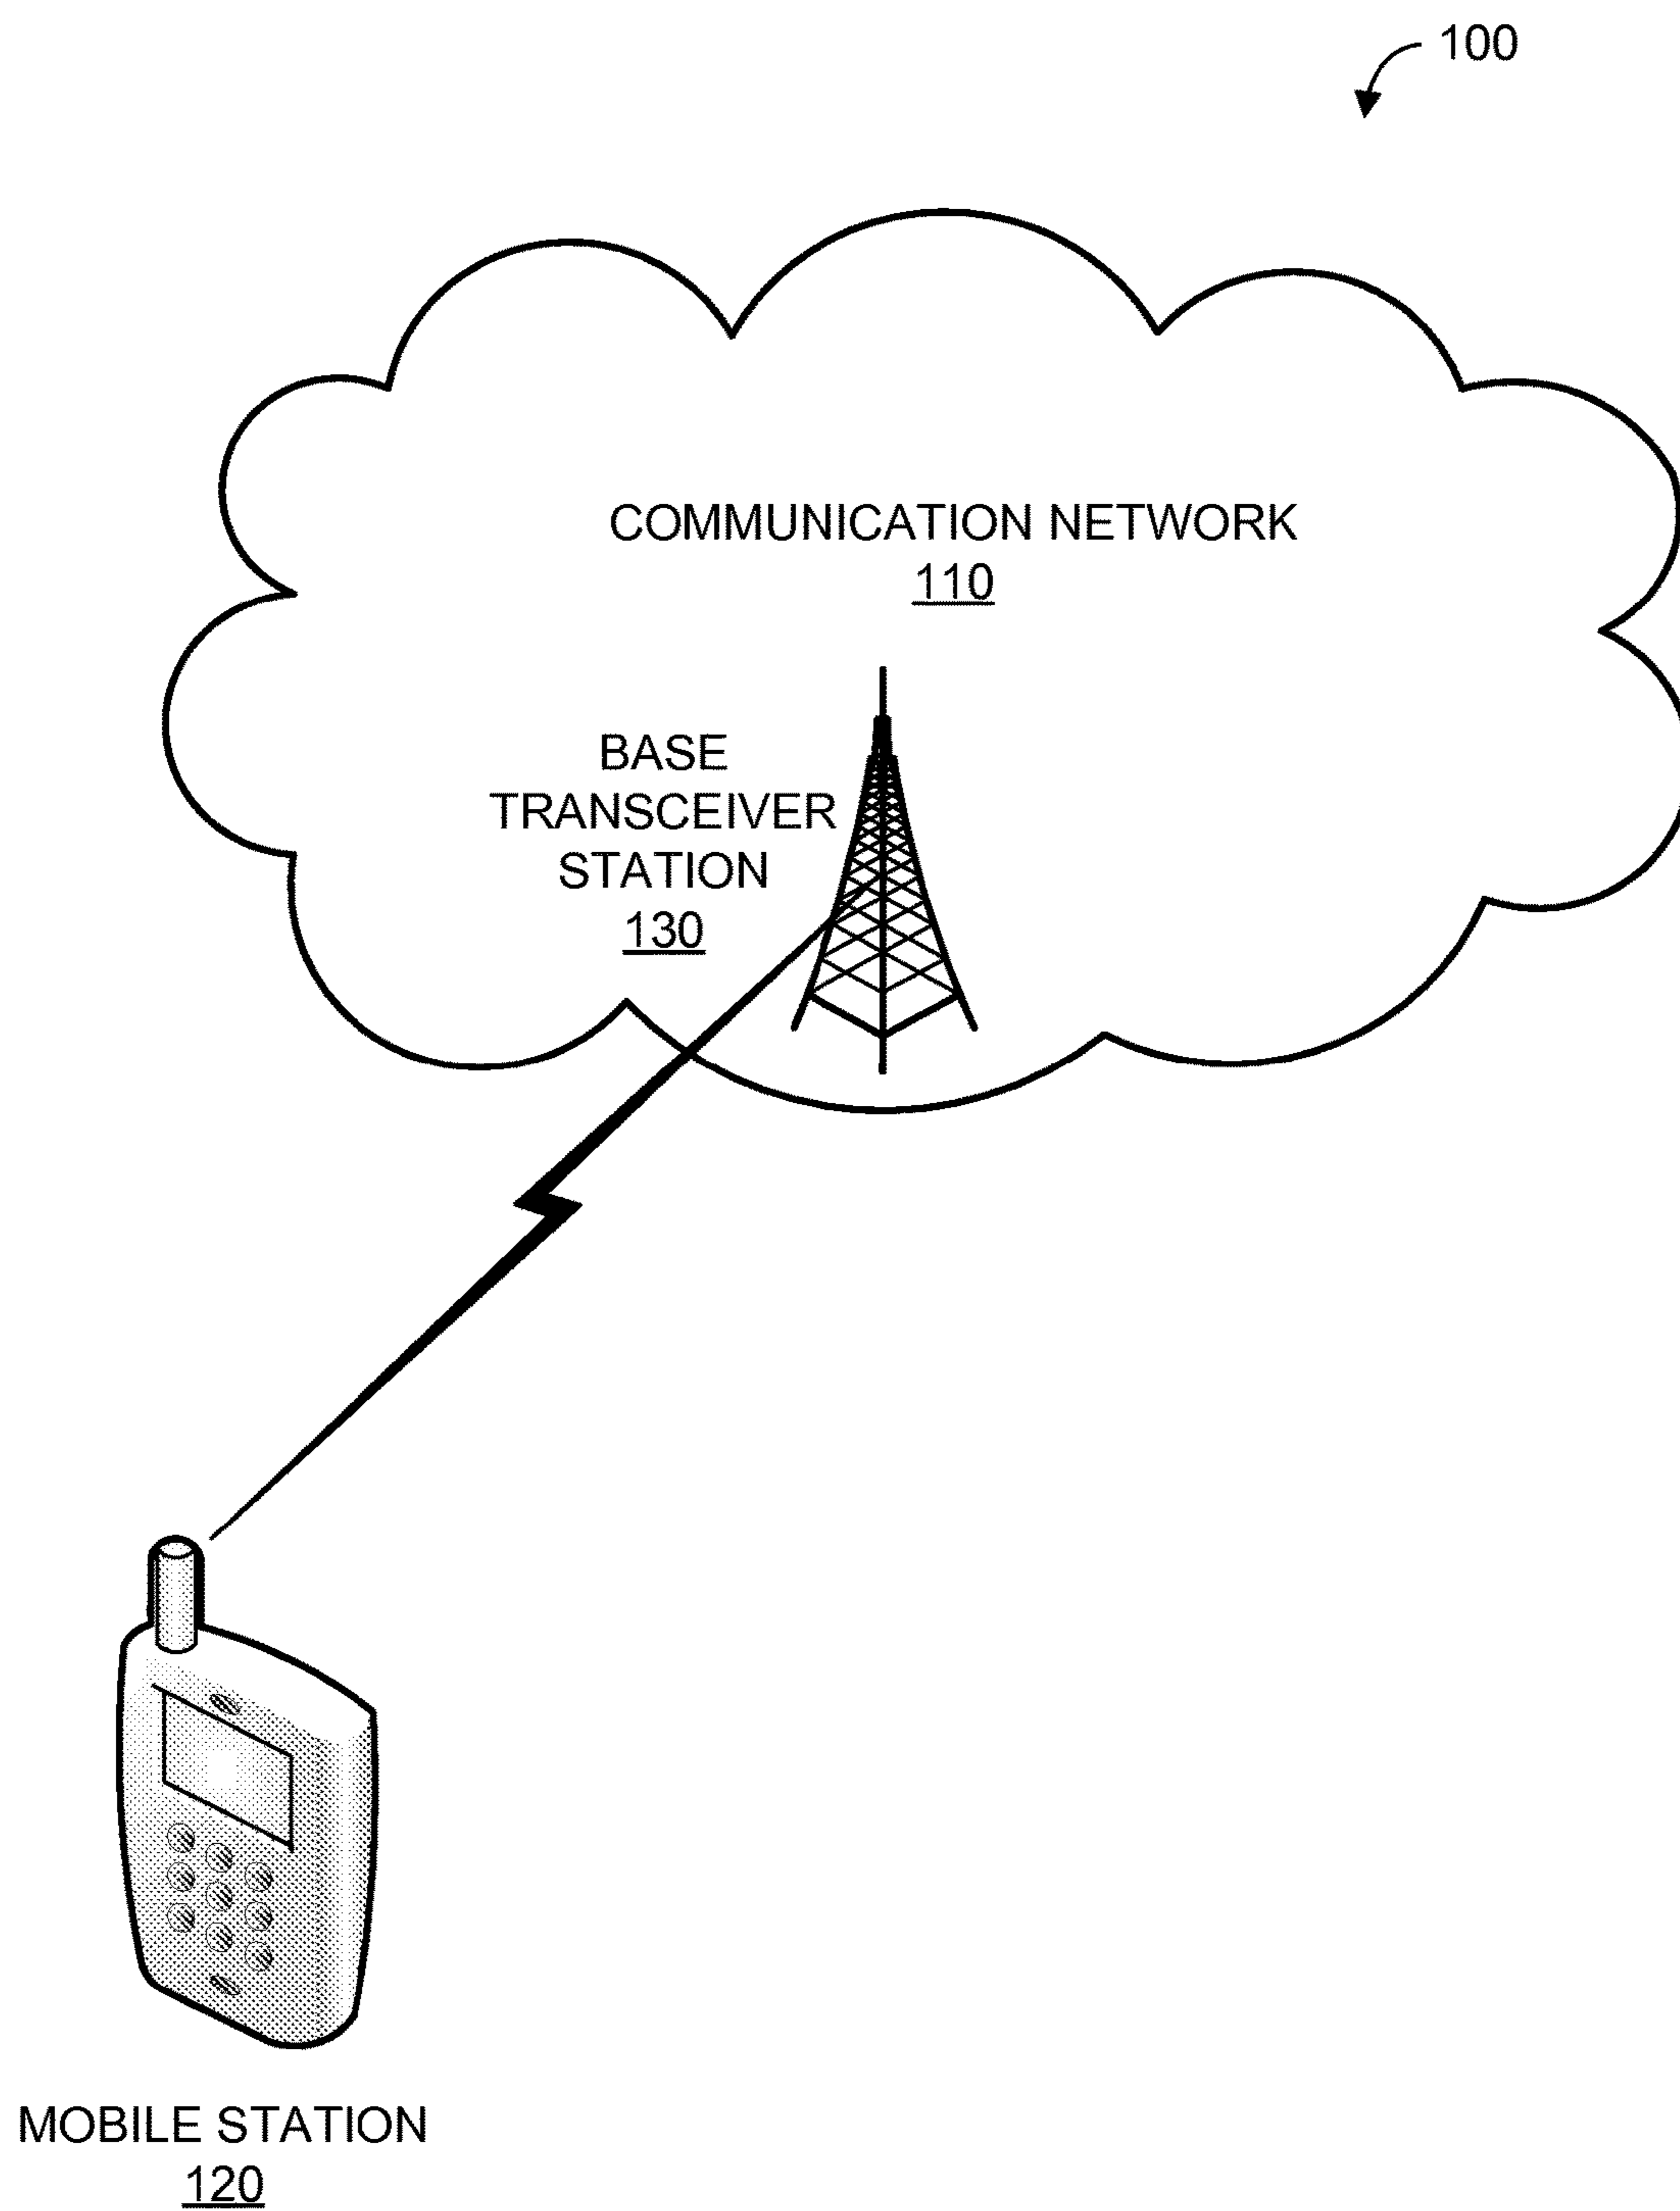 100
COMMUNICATION NETWORK
110
BASE
TRANSCEIVER
STATION
130
MOBILE STATION
120